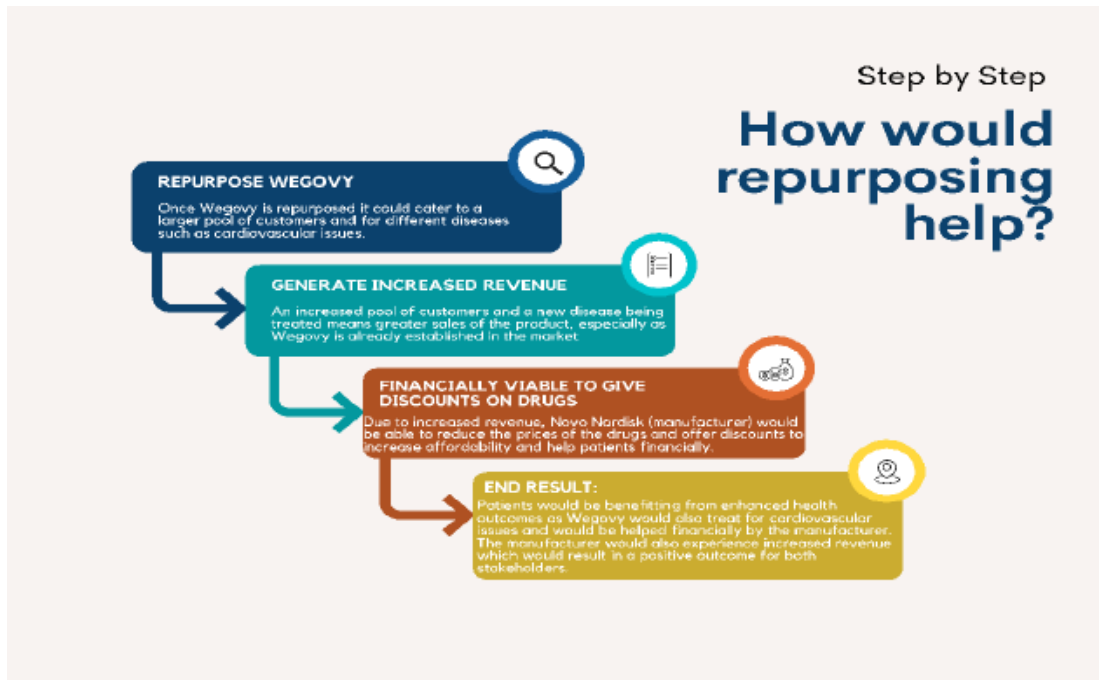 Step by Step
How would
repurposing
help?
REPURPOSE WEGOVY
Once Wegovy is repurposed it could cater to a
larger pool of customers and for different diseases
such as cardiovascular issues.
GENERATE INCREASED REVENUE
An increased pool of customers and a new disease being
treated means greater sales of the product, especially as
Wegovy is already established in the market
FINANCIALLY VIABLE TO GIVE
DISCOUNTS ON DRUGS
Due to increased revenue, Novo Nordisk (manufacturer) would
be able to reduce the prices of the drugs and offer discounts to
increase affordability and help patients financially.
END RESULT:
Patients would be benefitting from enhanced health
outcomes as Wegovy would also treat for cardiovascular
issues and would be helped financially by the manufacturer.
The manufacturer would also experience increased revenue
which would result in a positive outcome for both
stakeholders.